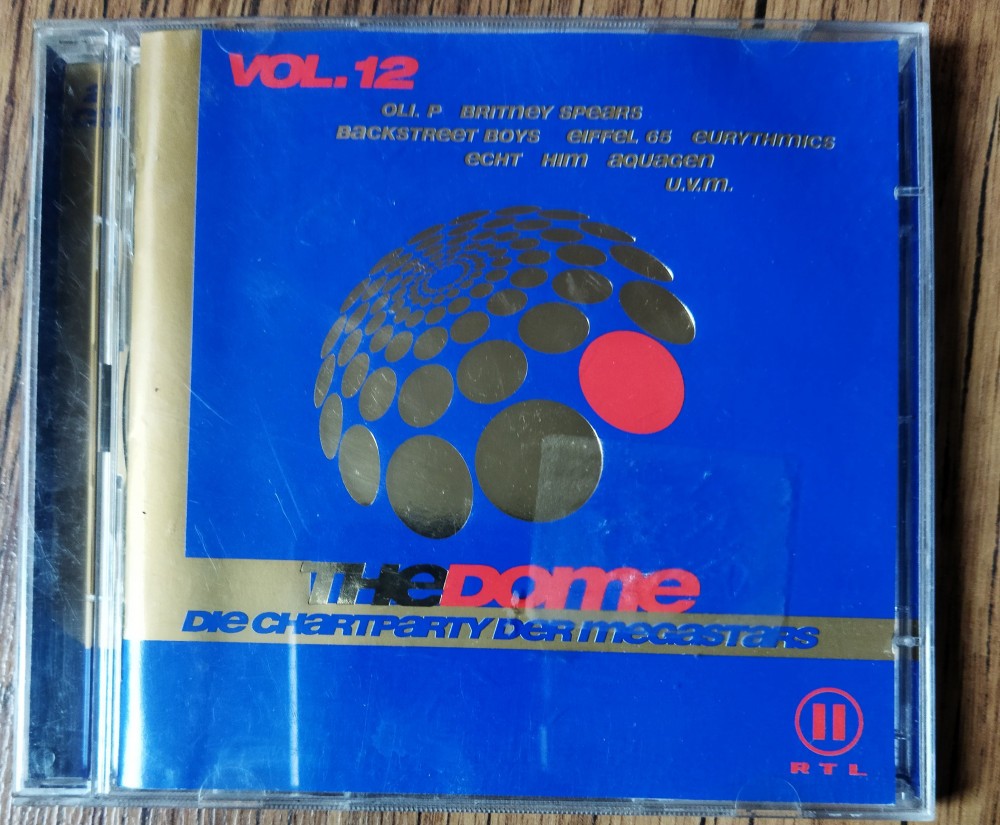 VOL. 12
OLI. P BRITNEY SPEARS
BACKSTREET BOYS EIFFEL 65 EURYTHMICS
ECHT HIM AQUAGEN
U.V.M.
THE DOME
DIE CHARTPARTY DER MEGASTARS
II
RTL